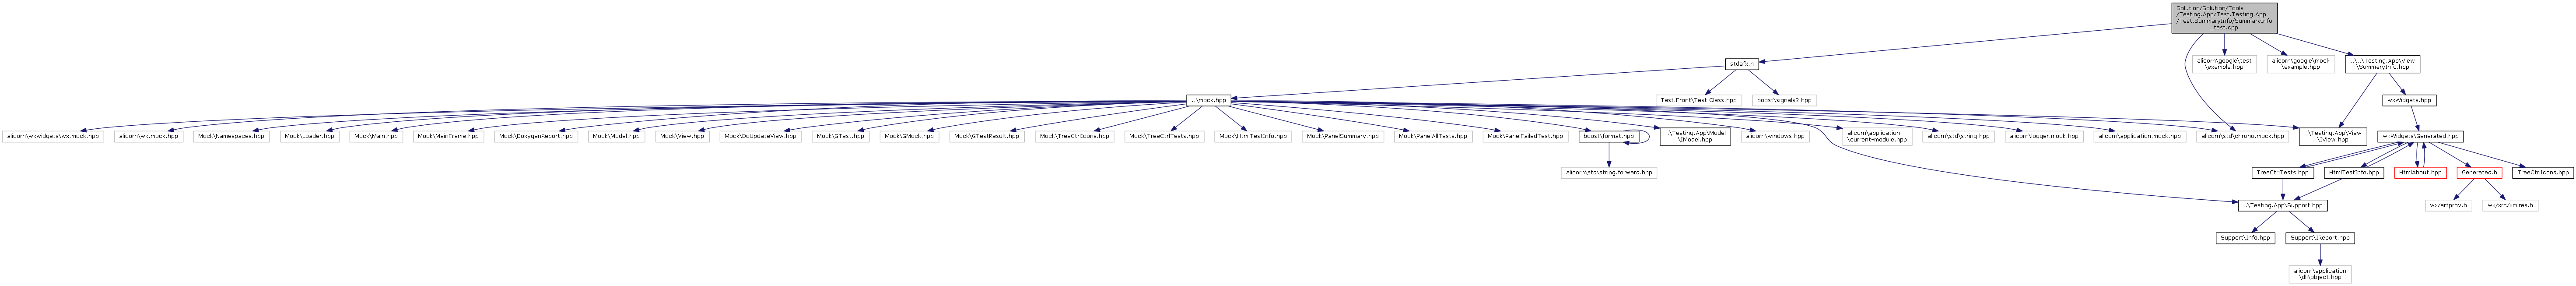 Solution/Solution/Tools
/Testing.App/Test.Testing.App
/Test.SummaryInfo/SummaryInfo
_test.cpp
stdafx.h
alicorn\google\test
\example.hpp
alicorn\google\mock
\example.hpp
..\..\Testing.App\View
\SummaryInfo.hpp
..\mock.hpp
Test.Front\Test.Class.hpp
boost\signals2.hpp
wxWidgets.hpp
alicorn\wxwidgets\wx.mock.hpp
alicorn\wx.mock.hpp
Mock\Namespaces.hpp
Mock\Loader.hpp
Mock\Main.hpp
Mock\MainFrame.hpp
Mock\DoxygenReport.hpp
Mock\Model.hpp
Mock\View.hpp
Mock\DoUpdateView.hpp
Mock\GTest.hpp
Mock\GMock.hpp
Mock\GTestResult.hpp
Mock\TreeCtrlIcons.hpp
Mock\TreeCtrlTests.hpp
Mock\HtmlTestInfo.hpp
Mock\PanelSummary.hpp
Mock\PanelAllTests.hpp
Mock\PanelFailedTest.hpp
boost\format.hpp
..\Testing.App\Model
\IModel.hpp
alicorn\windows.hpp
alicorn\application
\current-module.hpp
alicorn\std\string.hpp
alicorn\logger.mock.hpp
alicorn\application.mock.hpp
alicorn\std\chrono.mock.hpp
..\Testing.App\View
\IView.hpp
wxWidgets\Generated.hpp
alicorn\std\string.forward.hpp
TreeCtrlTests.hpp
HtmlTestInfo.hpp
HtmlAbout.hpp
Generated.h
TreeCtrlIcons.hpp
..\Testing.App\Support.hpp
wx/artprov.h
wx/xrc/xmlres.h
Support\Info.hpp
Support\IReport.hpp
alicorn\application
\dll\object.hpp